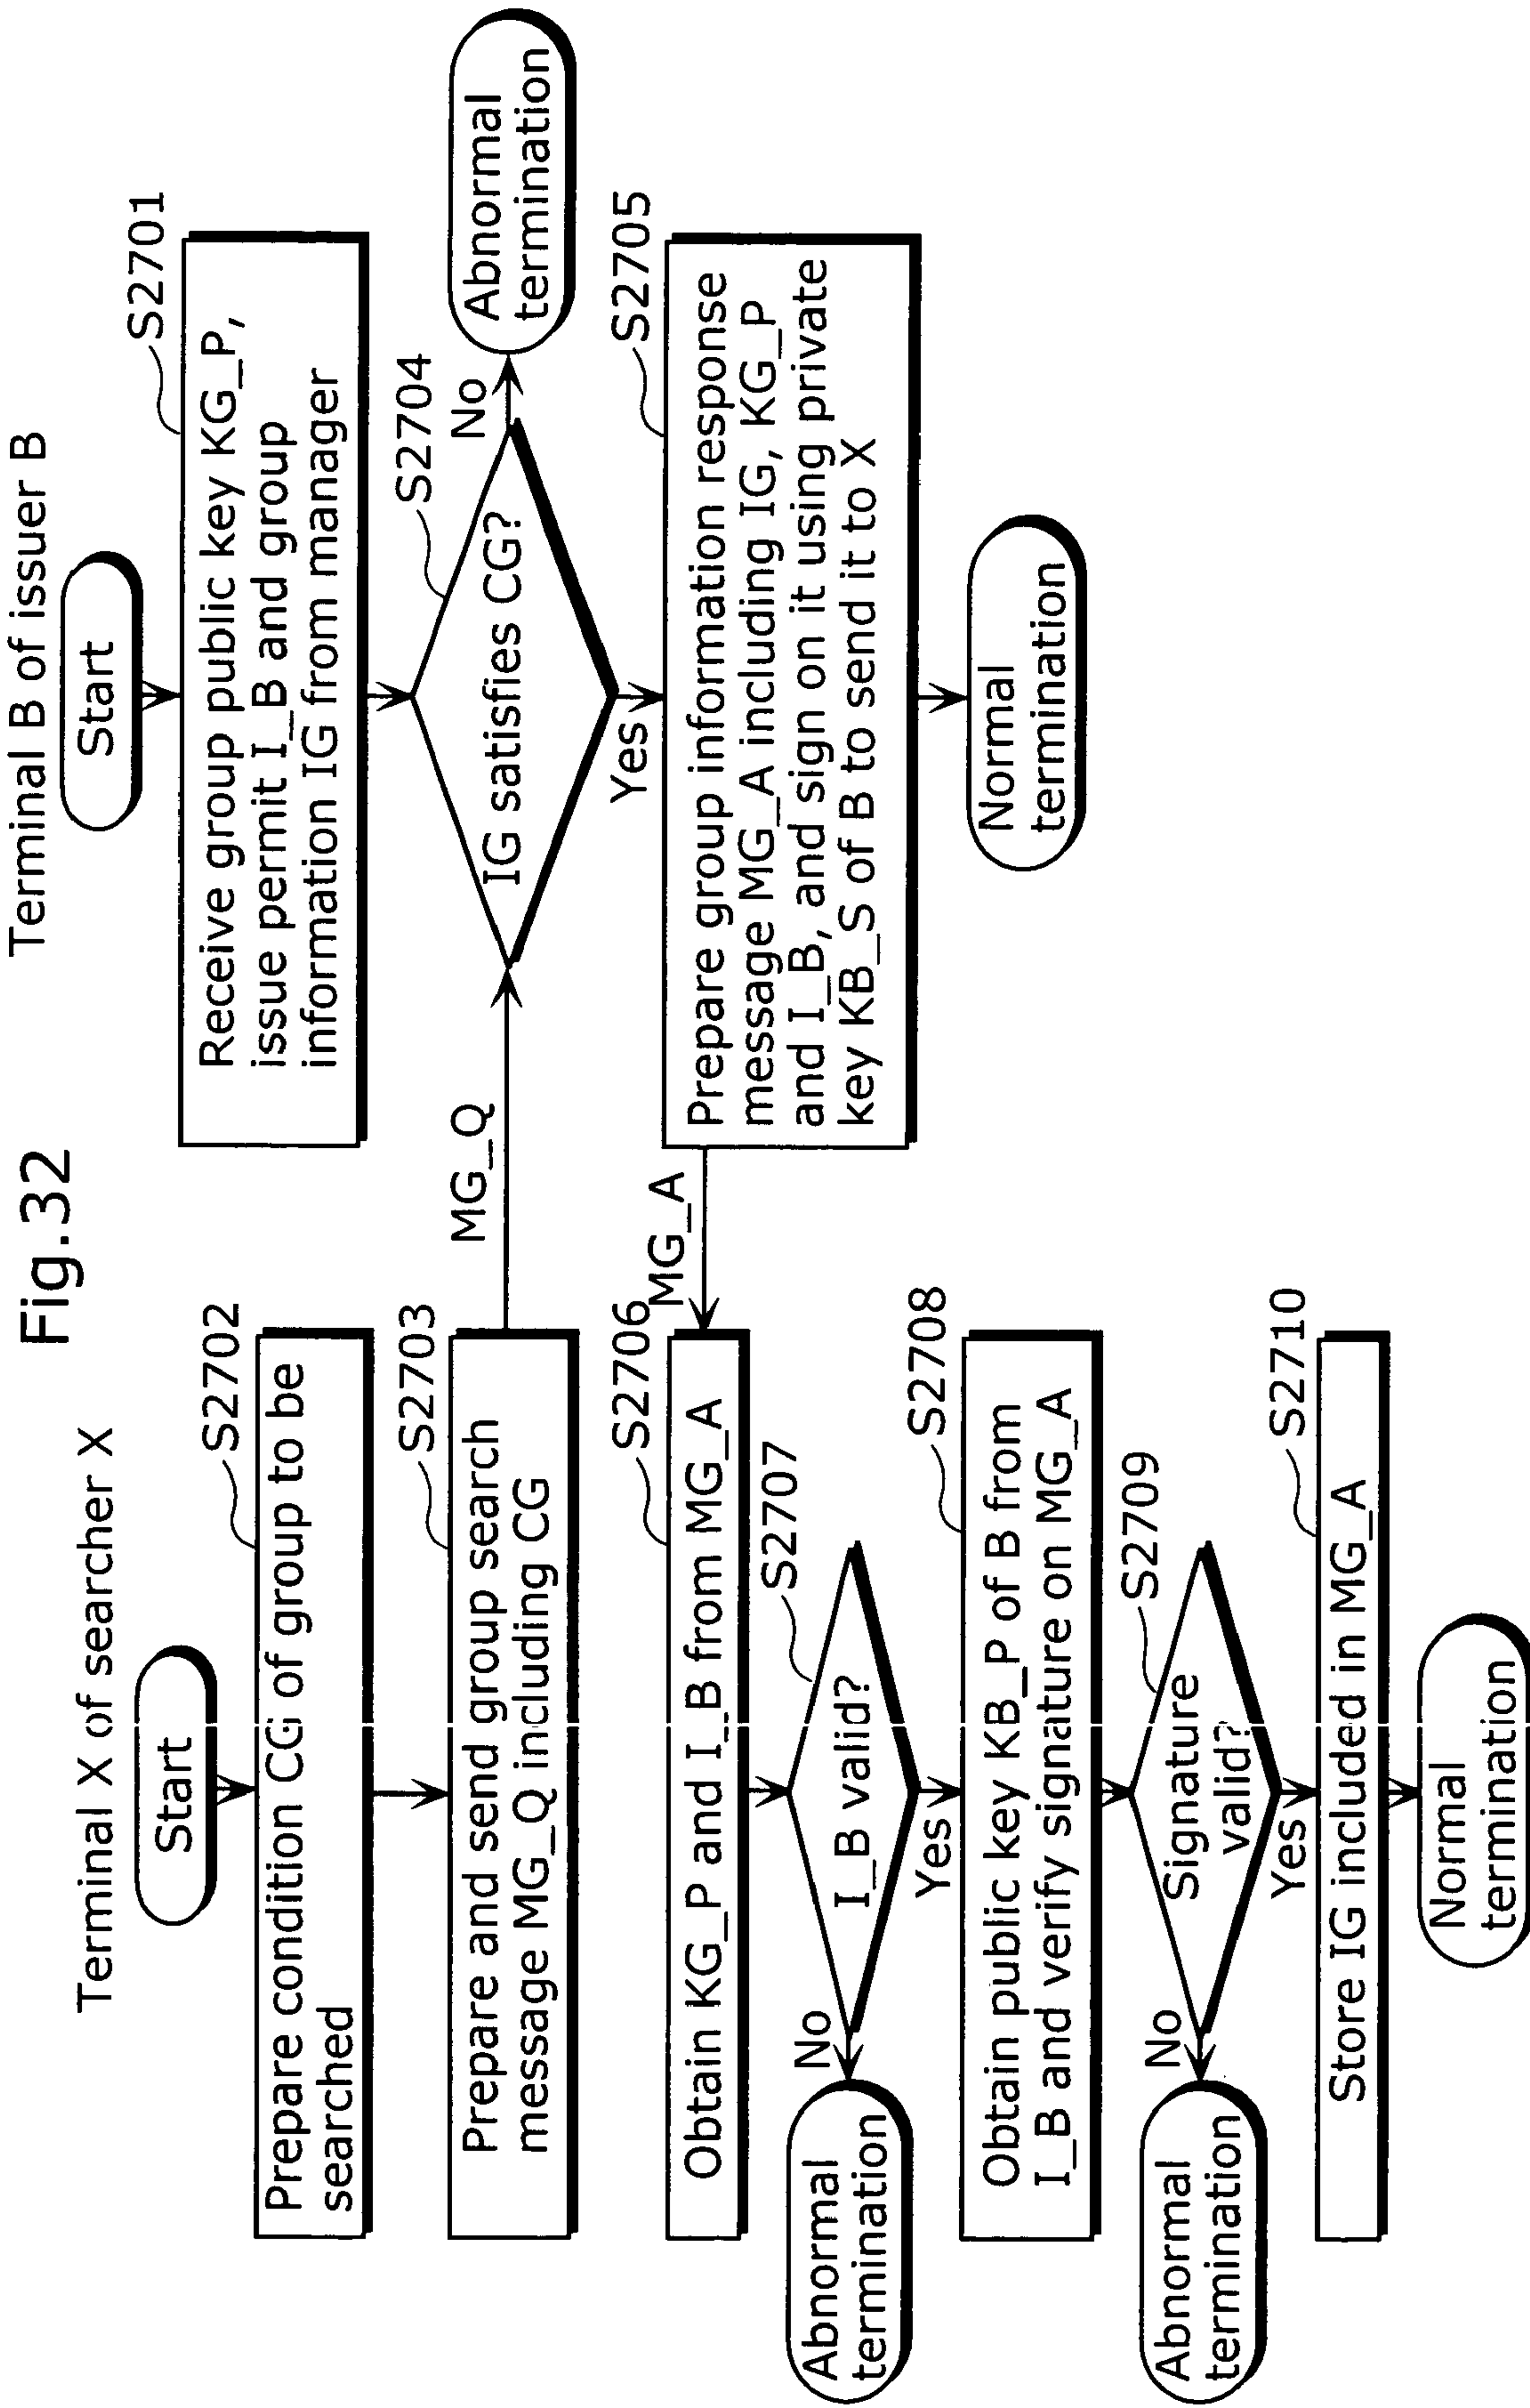 Fig.32
Terminal X of searcher X
Start
S2702
Prepare condition CG of group to be
searched
S2703
Prepare and send group search
message MG_Q including CG
MG_Q
S2706
Obtain KG_P and I_B from MG_A
MG_A
S2707
I_B valid?
No
Abnormal
termination
Yes
S2708
Obtain public key KB_P of B from
I_B and verify signature on MG_A
S2709
Signature
valid?
No
Abnormal
termination
Yes
S2710
Store IG included in MG_A
Normal
termination
Terminal B of issuer B
Start
S2701
Receive group public key KG_P,
issue permit I_B and group
information IG from manager
S2704
IG satisfies CG?
No
Abnormal
termination
Yes
S2705
Prepare group information response
message MG_A including IG, KG_P
and I_B, and sign on it using private
key KB_S of B to send it to X
Normal
termination